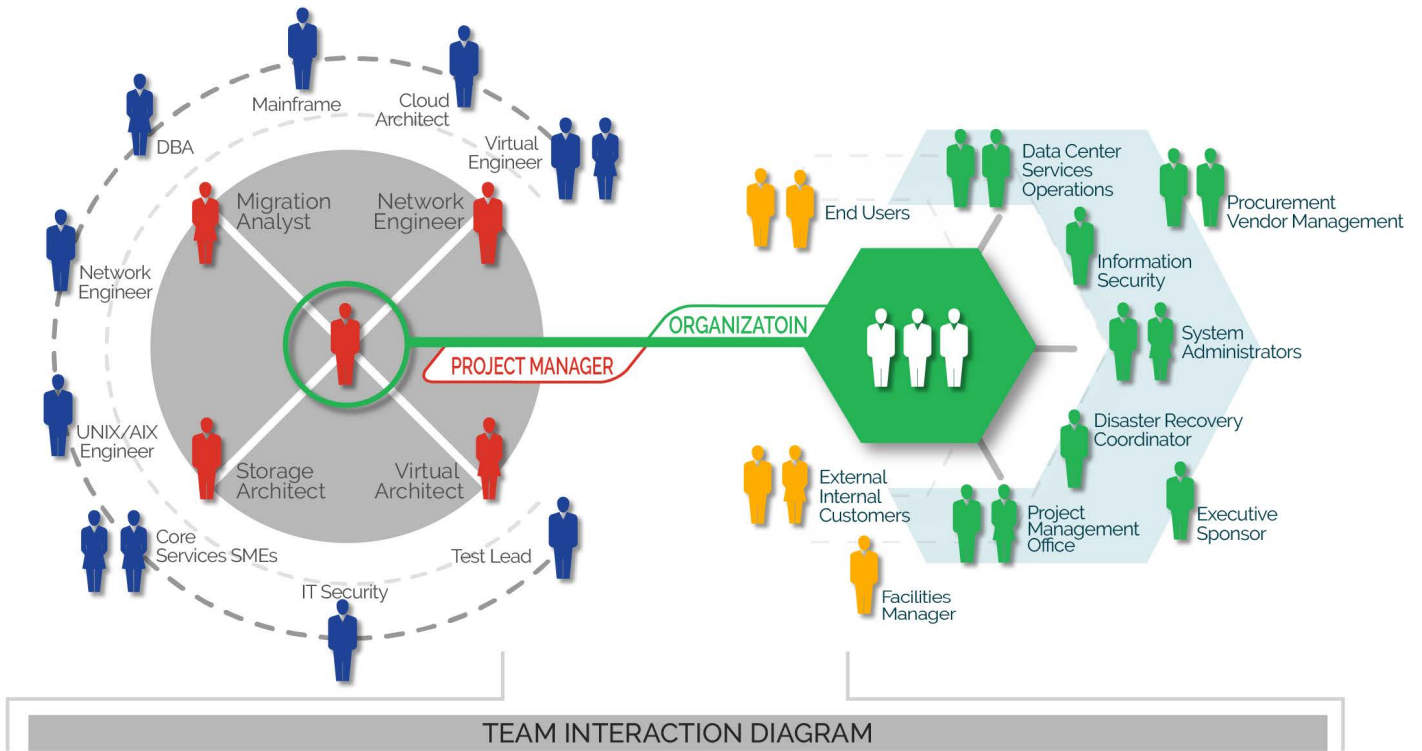 Mainframe
Cloud
Architect
DBA
Virtual
Engineer
Migration
Analyst
Network
Engineer
Network
Engineer
UNIX/AIX
Engineer
Storage
Architect
Virtual
Architect
Core
Services SMEs
Test Lead
IT Security
PROJECT MANAGER
ORGANIZATOIN
End Users
Data Center
Services
Operations
Procurement
Vendor Management
Information
Security
System
Administrators
Disaster Recovery
Coordinator
External
Internal
Customers
Project
Management
Office
Executive
Sponsor
Facilities
Manager
TEAM INTERACTION DIAGRAM